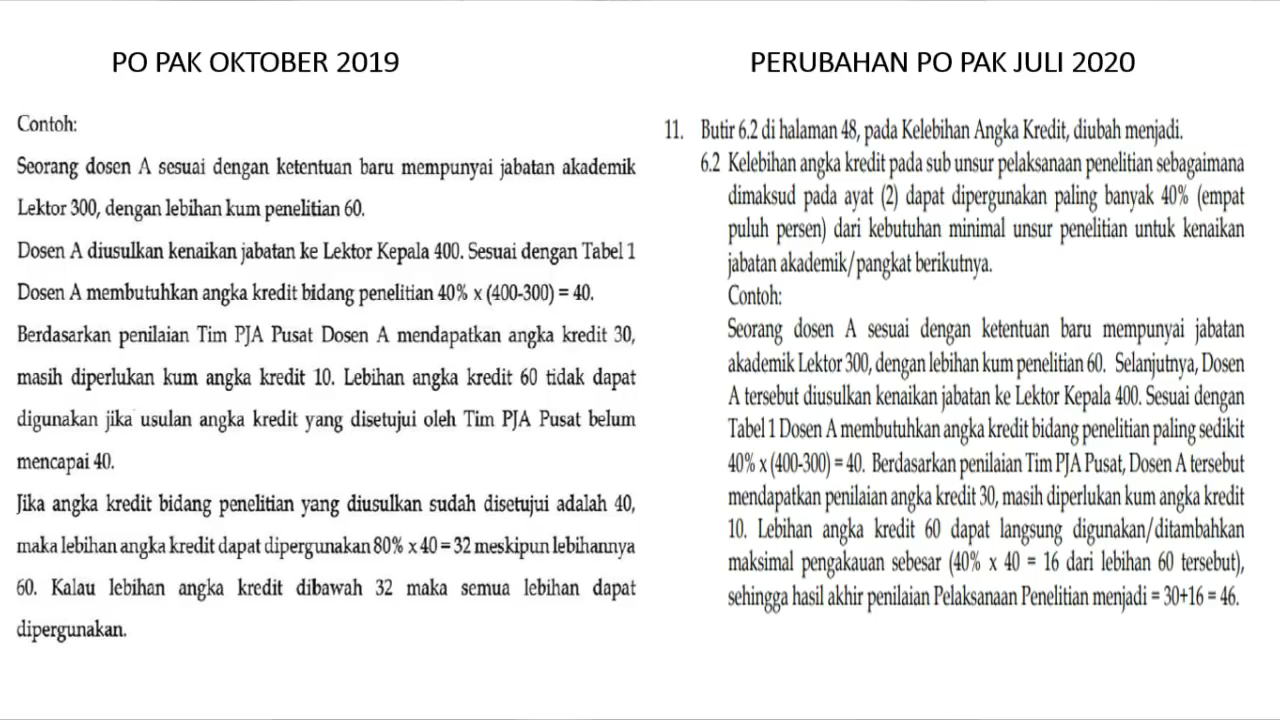 PO PAK OKTOBER 2019
Contoh:
Seorang dosen A sesuai dengan ketentuan baru mempunyai jabatan akademik
Lektor 300, dengan lebihan kum penelitian 60.
Dosen A diusulkan kenaikan jabatan ke Lektor Kepala 400. Sesuai dengan Tabel 1
Dosen A membutuhkan angka kredit bidang penelitian 40% x (400-300) = 40.
Berdasarkan penilaian Tim PJA Pusat Dosen A mendapatkan angka kredit 30,
masih diperlukan kum angka kredit 10. Lebihan angka kredit 60 tidak dapat
digunakan jika usulan angka kredit yang disetujui oleh Tim PJA Pusat belum
mencapai 40.
Jika angka kredit bidang penelitian yang diusulkan sudah disetujui adalah 40,
maka lebihan angka kredit dapat dipergunakan 80% x 40 = 32 meskipun lebihannya
60. Kalau lebihan angka kredit dibawah 32 maka semua lebihan dapat
dipergunakan.
PERUBAHAN PO PAK JULI 2020
11. Butir 6.2 di halaman 48, pada Kelebihan Angka Kredit, diubah menjadi.
6.2 Kelebihan angka kredit pada sub unsur pelaksanaan penelitian sebagaimana
dimaksud pada ayat (2) dapat dipergunakan paling banyak 40% (empat
puluh persen) dari kebutuhan minimal unsur penelitian untuk kenaikan
jabatan akademik/pangkat berikutnya.
Contoh:
Seorang dosen A sesuai dengan ketentuan baru mempunyai jabatan
akademik Lektor 300, dengan lebihan kum penelitian 60. Selanjutnya, Dosen
A tersebut diusulkan kenaikan jabatan ke Lektor Kepala 400. Sesuai dengan
Tabel 1 Dosen A membutuhkan angka kredit bidang penelitian paling sedikit
40% x (400-300) = 40. Berdasarkan penilaian Tim PJA Pusat, Dosen A tersebut
mendapatkan penilaian angka kredit 30, masih diperlukan kum angka kredit
10. Lebihan angka kredit 60 dapat langsung digunakan/ditambahkan
maksimal pengakauan sebesar (40% x 40 = 16 dari lebihan 60 tersebut),
sehingga hasil akhir penilaian Pelaksanaan Penelitian menjadi = 30+16 = 46.